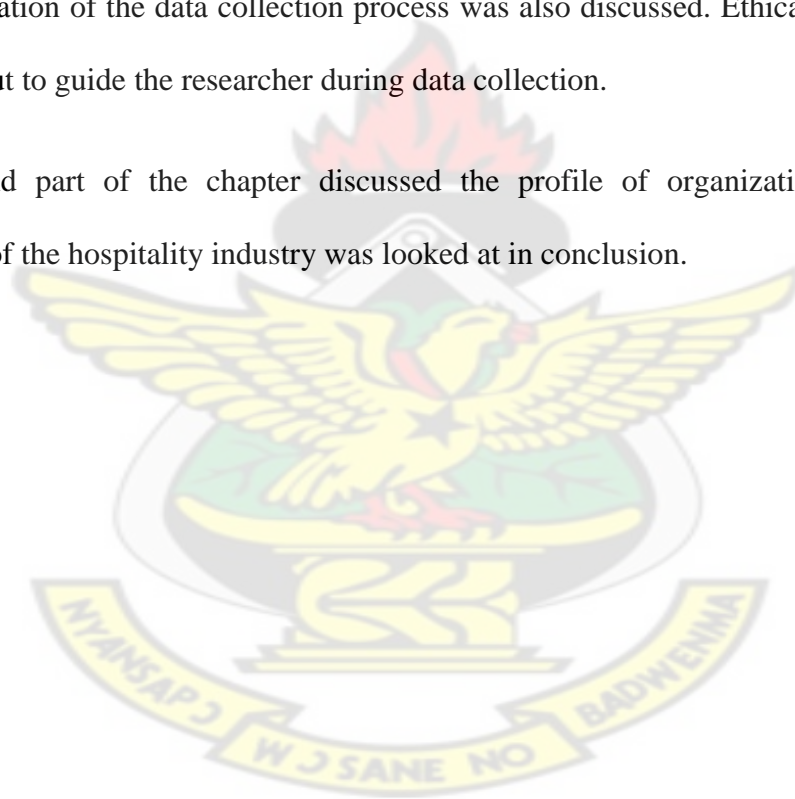 ation of the data collection process was also discussed. Ethica
ut to guide the researcher during data collection.
d part of the chapter discussed the profile of organizati
of the hospitality industry was looked at in conclusion.
NYANSAPƆ
WƆSANE NO
BADWENMA